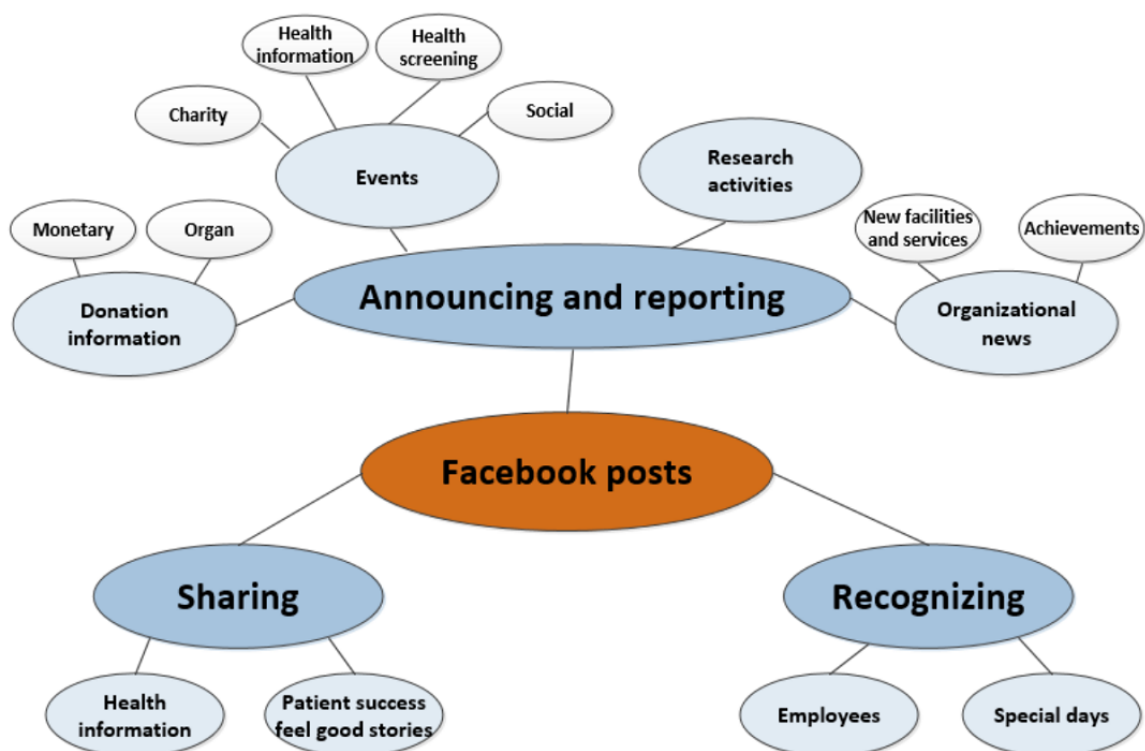 Health
information
Health
screening
Charity
Social
Events
Research
activities
Monetary
Organ
New facilities
and services
Achievements
Donation
information
Announcing and reporting
Organizational
news
Facebook posts
Sharing
Recognizing
Health
information
Patient success
feel good stories
Employees
Special days